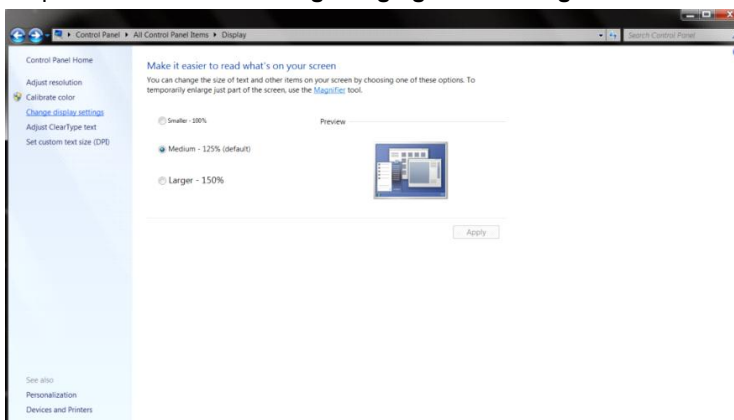 Control Panel ▸ All Control Panel Items ▸ Display
Search Control Panel
Control Panel Home
Adjust resolution
Calibrate color
Change display settings
Adjust ClearType text
Set custom text size (DPI)
See also
Personalization
Devices and Printers
Make it easier to read what's on your screen
You can change the size of text and other items on your screen by choosing one of these options. To
temporarily enlarge just part of the screen, use the Magnifier tool.
Smaller - 100%
Preview
Medium - 125% (default)
Larger - 150%
Apply